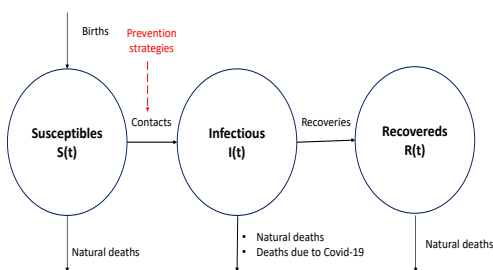 Births
Prevention
strategies
Susceptibles
S(t)
Contacts
Infectious
I(t)
Recoveries
Recovereds
R(t)
Natural deaths
• Natural deaths
• Deaths due to Covid-19
Natural deaths